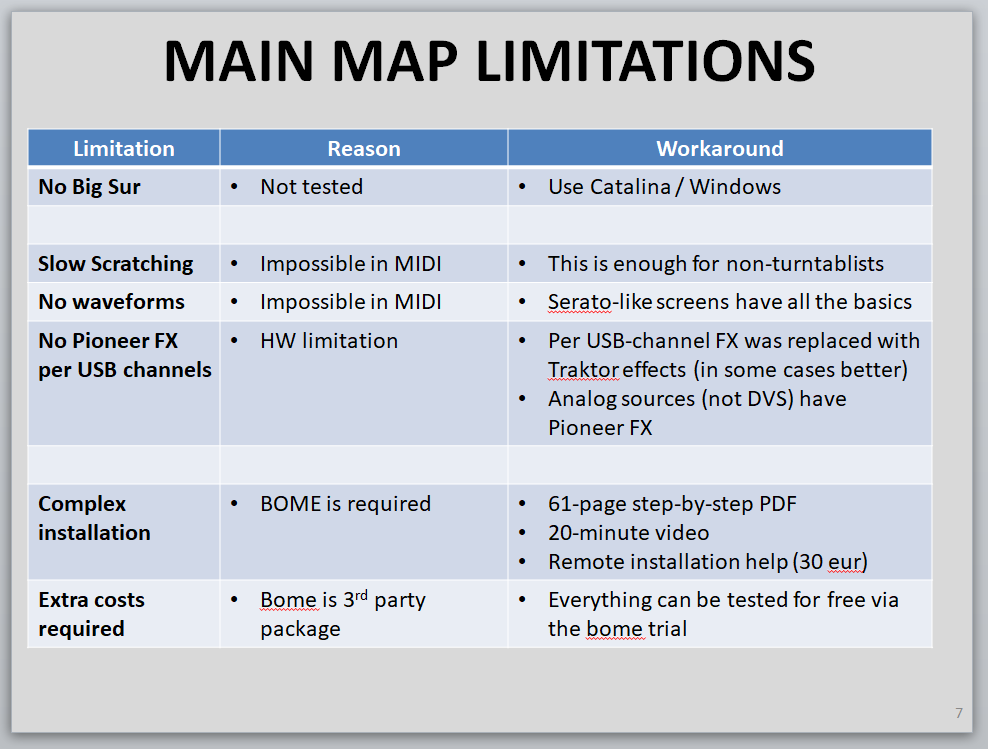 MAIN MAP LIMITATIONS
Limitation Reason Workaround
No Big Sur • Not tested • Use Catalina / Windows
Slow Scratching • Impossible in MIDI • This is enough for non-turntablists
No waveforms • Impossible in MIDI • Serato-like screens have all the basics
No Pioneer FX • HW limitation • Per USB-channel FX was replaced with
per USB channels Traktor effects (in some cases better)
• Analog sources (not DVS) have
Pioneer FX
Complex • BOME is required • 61-page step-by-step PDF
installation • 20-minute video
• Remote installation help (30 eur)
Extra costs • Bome is 3rd party • Everything can be tested for free via
required package the bome trial
7